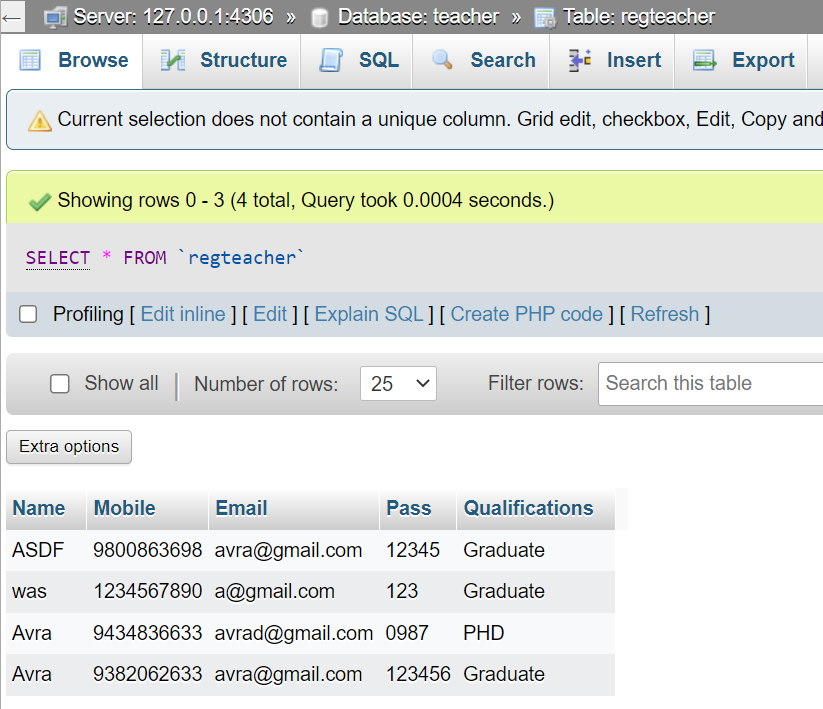 Server: 127.0.0.1:4306 » Database: teacher » Table: regteacher
Browse Structure SQL Search Insert Export
Current selection does not contain a unique column. Grid edit, checkbox, Edit, Copy and
Showing rows 0 - 3 (4 total, Query took 0.0004 seconds.)
SELECT * FROM `regteacher`
Profiling [ Edit inline ] [ Edit ] [ Explain SQL ] [ Create PHP code ] [ Refresh ]
Show all Number of rows: 25 Filter rows: Search this table
Extra options
Name Mobile Email Pass Qualifications
ASDF 9800863698 avra@gmail.com 12345 Graduate
was 1234567890 a@gmail.com 123 Graduate
Avra 9434836633 avrad@gmail.com 0987 PHD
Avra 9382062633 avra@gmail.com 123456 Graduate